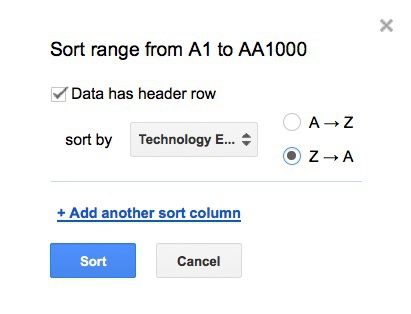 Sort range from A1 to AA1000
Data has header row
sort by Technology E...
A → Z
Z → A
+ Add another sort column
Sort Cancel